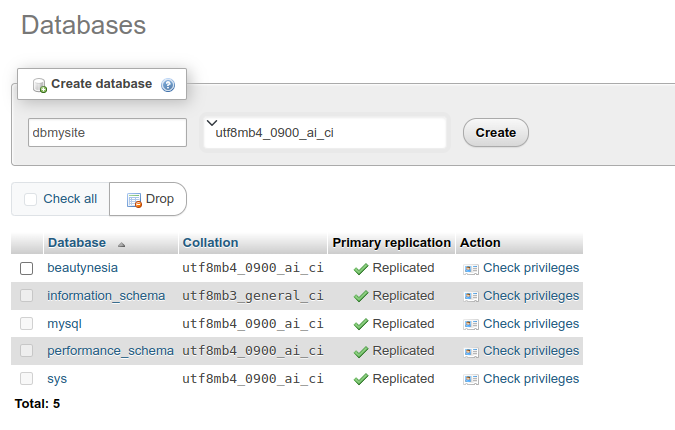 Databases
Create database
dbmysite utf8mb4_0900_ai_ci Create
Check all Drop
Database Collation Primary replication Action
beautynesia utf8mb4_0900_ai_ci Replicated Check privileges
information_schema utf8mb3_general_ci Replicated Check privileges
mysql utf8mb4_0900_ai_ci Replicated Check privileges
performance_schema utf8mb4_0900_ai_ci Replicated Check privileges
sys utf8mb4_0900_ai_ci Replicated Check privileges
Total: 5